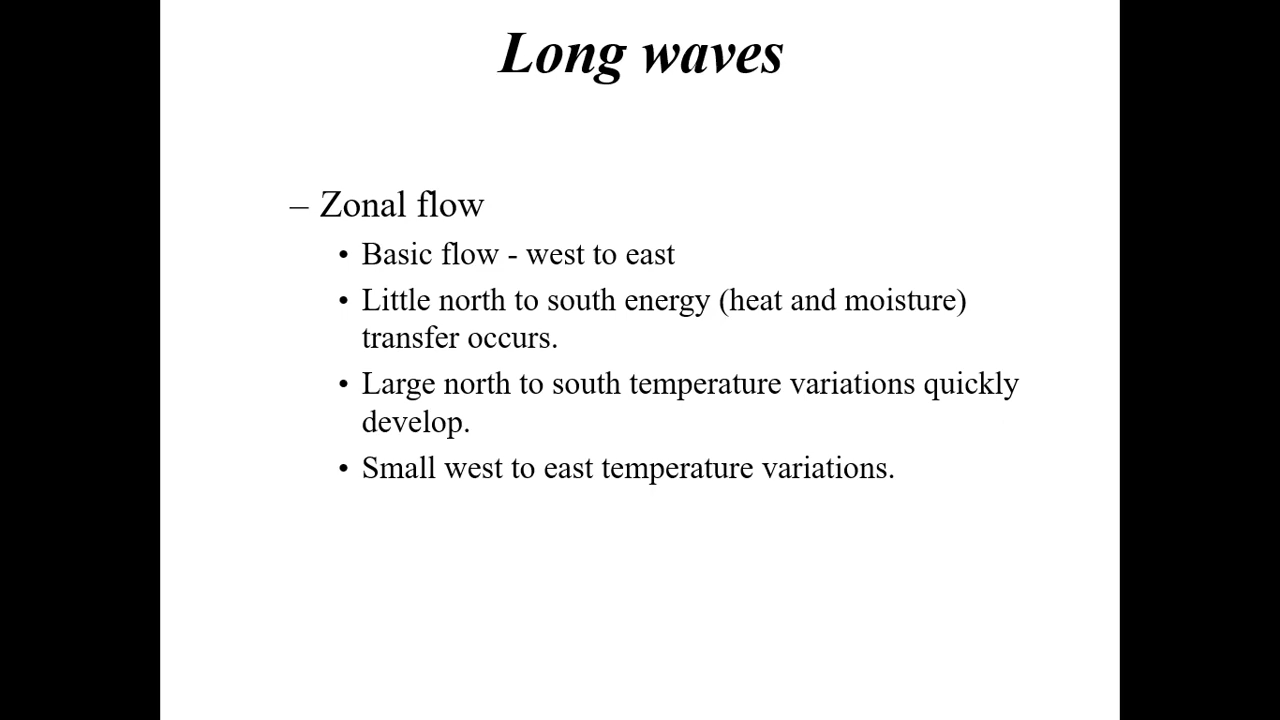 Long waves
– Zonal flow
• Basic flow - west to east
• Little north to south energy (heat and moisture)
transfer occurs.
• Large north to south temperature variations quickly
develop.
• Small west to east temperature variations.